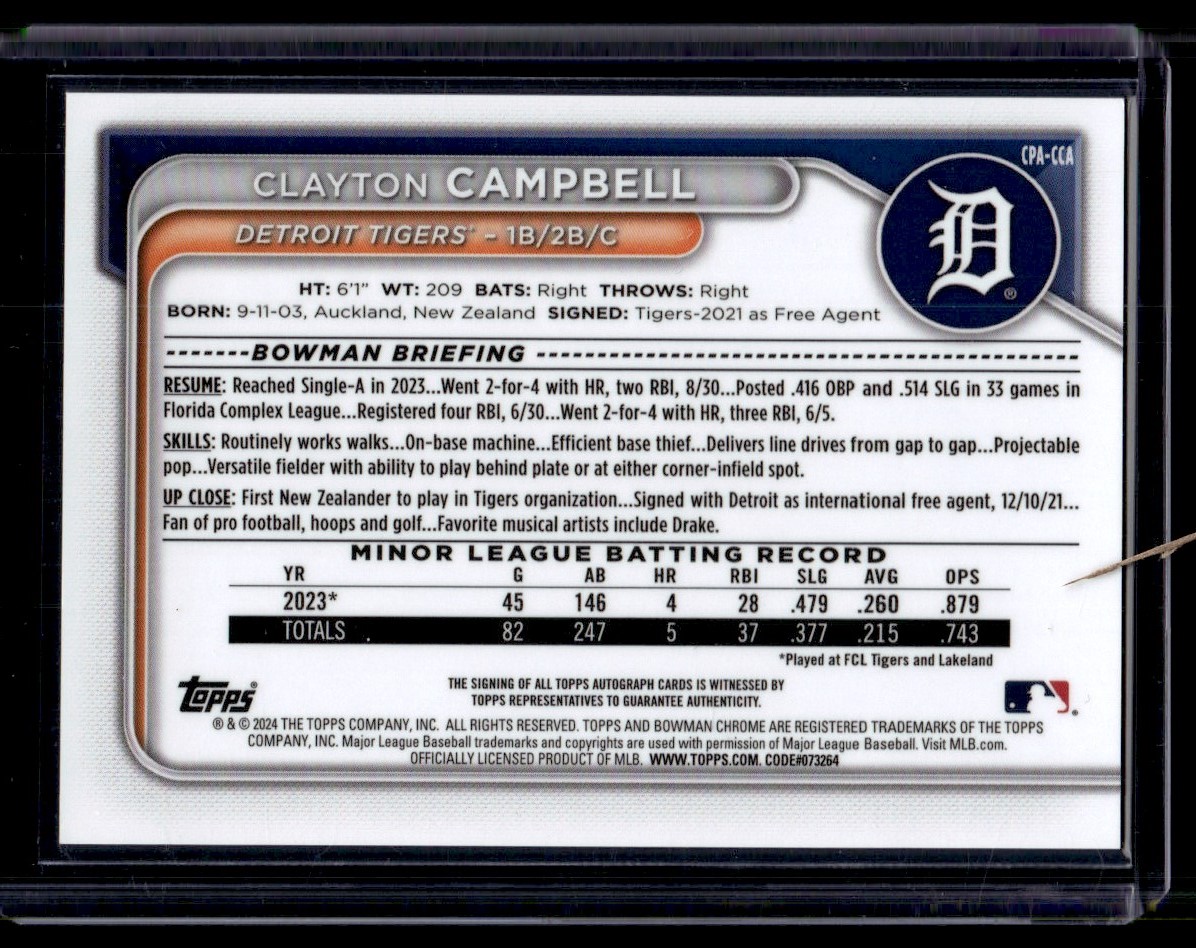 CPA-CCA
CLAYTON CAMPBELL
DETROIT TIGERS® – 1B/2B/C
D ®
HT: 6'1" WT: 209 BATS: Right THROWS: Right
BORN: 9-11-03, Auckland, New Zealand SIGNED: Tigers-2021 as Free Agent
-------BOWMAN BRIEFING ------------------------------------------------
RESUME: Reached Single-A in 2023...Went 2-for-4 with HR, two RBI, 8/30...Posted .416 OBP and .514 SLG in 33 games in
Florida Complex League...Registered four RBI, 6/30...Went 2-for-4 with HR, three RBI, 6/5.
SKILLS: Routinely works walks...On-base machine...Efficient base thief...Delivers line drives from gap to gap...Projectable
pop...Versatile fielder with ability to play behind plate or at either corner-infield spot.
UP CLOSE: First New Zealander to play in Tigers organization...Signed with Detroit as international free agent, 12/10/21...
Fan of pro football, hoops and golf...Favorite musical artists include Drake.
MINOR LEAGUE BATTING RECORD
YR G AB HR RBI SLG AVG OPS
2023* 45 146 4 28 .479 .260 .879
TOTALS . 82 247 5 37 .377 .215 .743
*Played at FCL Tigers and Lakeland
topps®
THE SIGNING OF ALL TOPPS AUTOGRAPH CARDS IS WITNESSED BY
TOPPS REPRESENTATIVES TO GUARANTEE AUTHENTICITY.
® & © 2024 THE TOPPS COMPANY, INC. ALL RIGHTS RESERVED. TOPPS AND BOWMAN CHROME ARE REGISTERED TRADEMARKS OF THE TOPPS
COMPANY, INC. Major League Baseball trademarks and copyrights are used with permission of Major League Baseball. Visit MLB.com.
OFFICIALLY LICENSED PRODUCT OF MLB. WWW.TOPPS.COM. CODE#073264